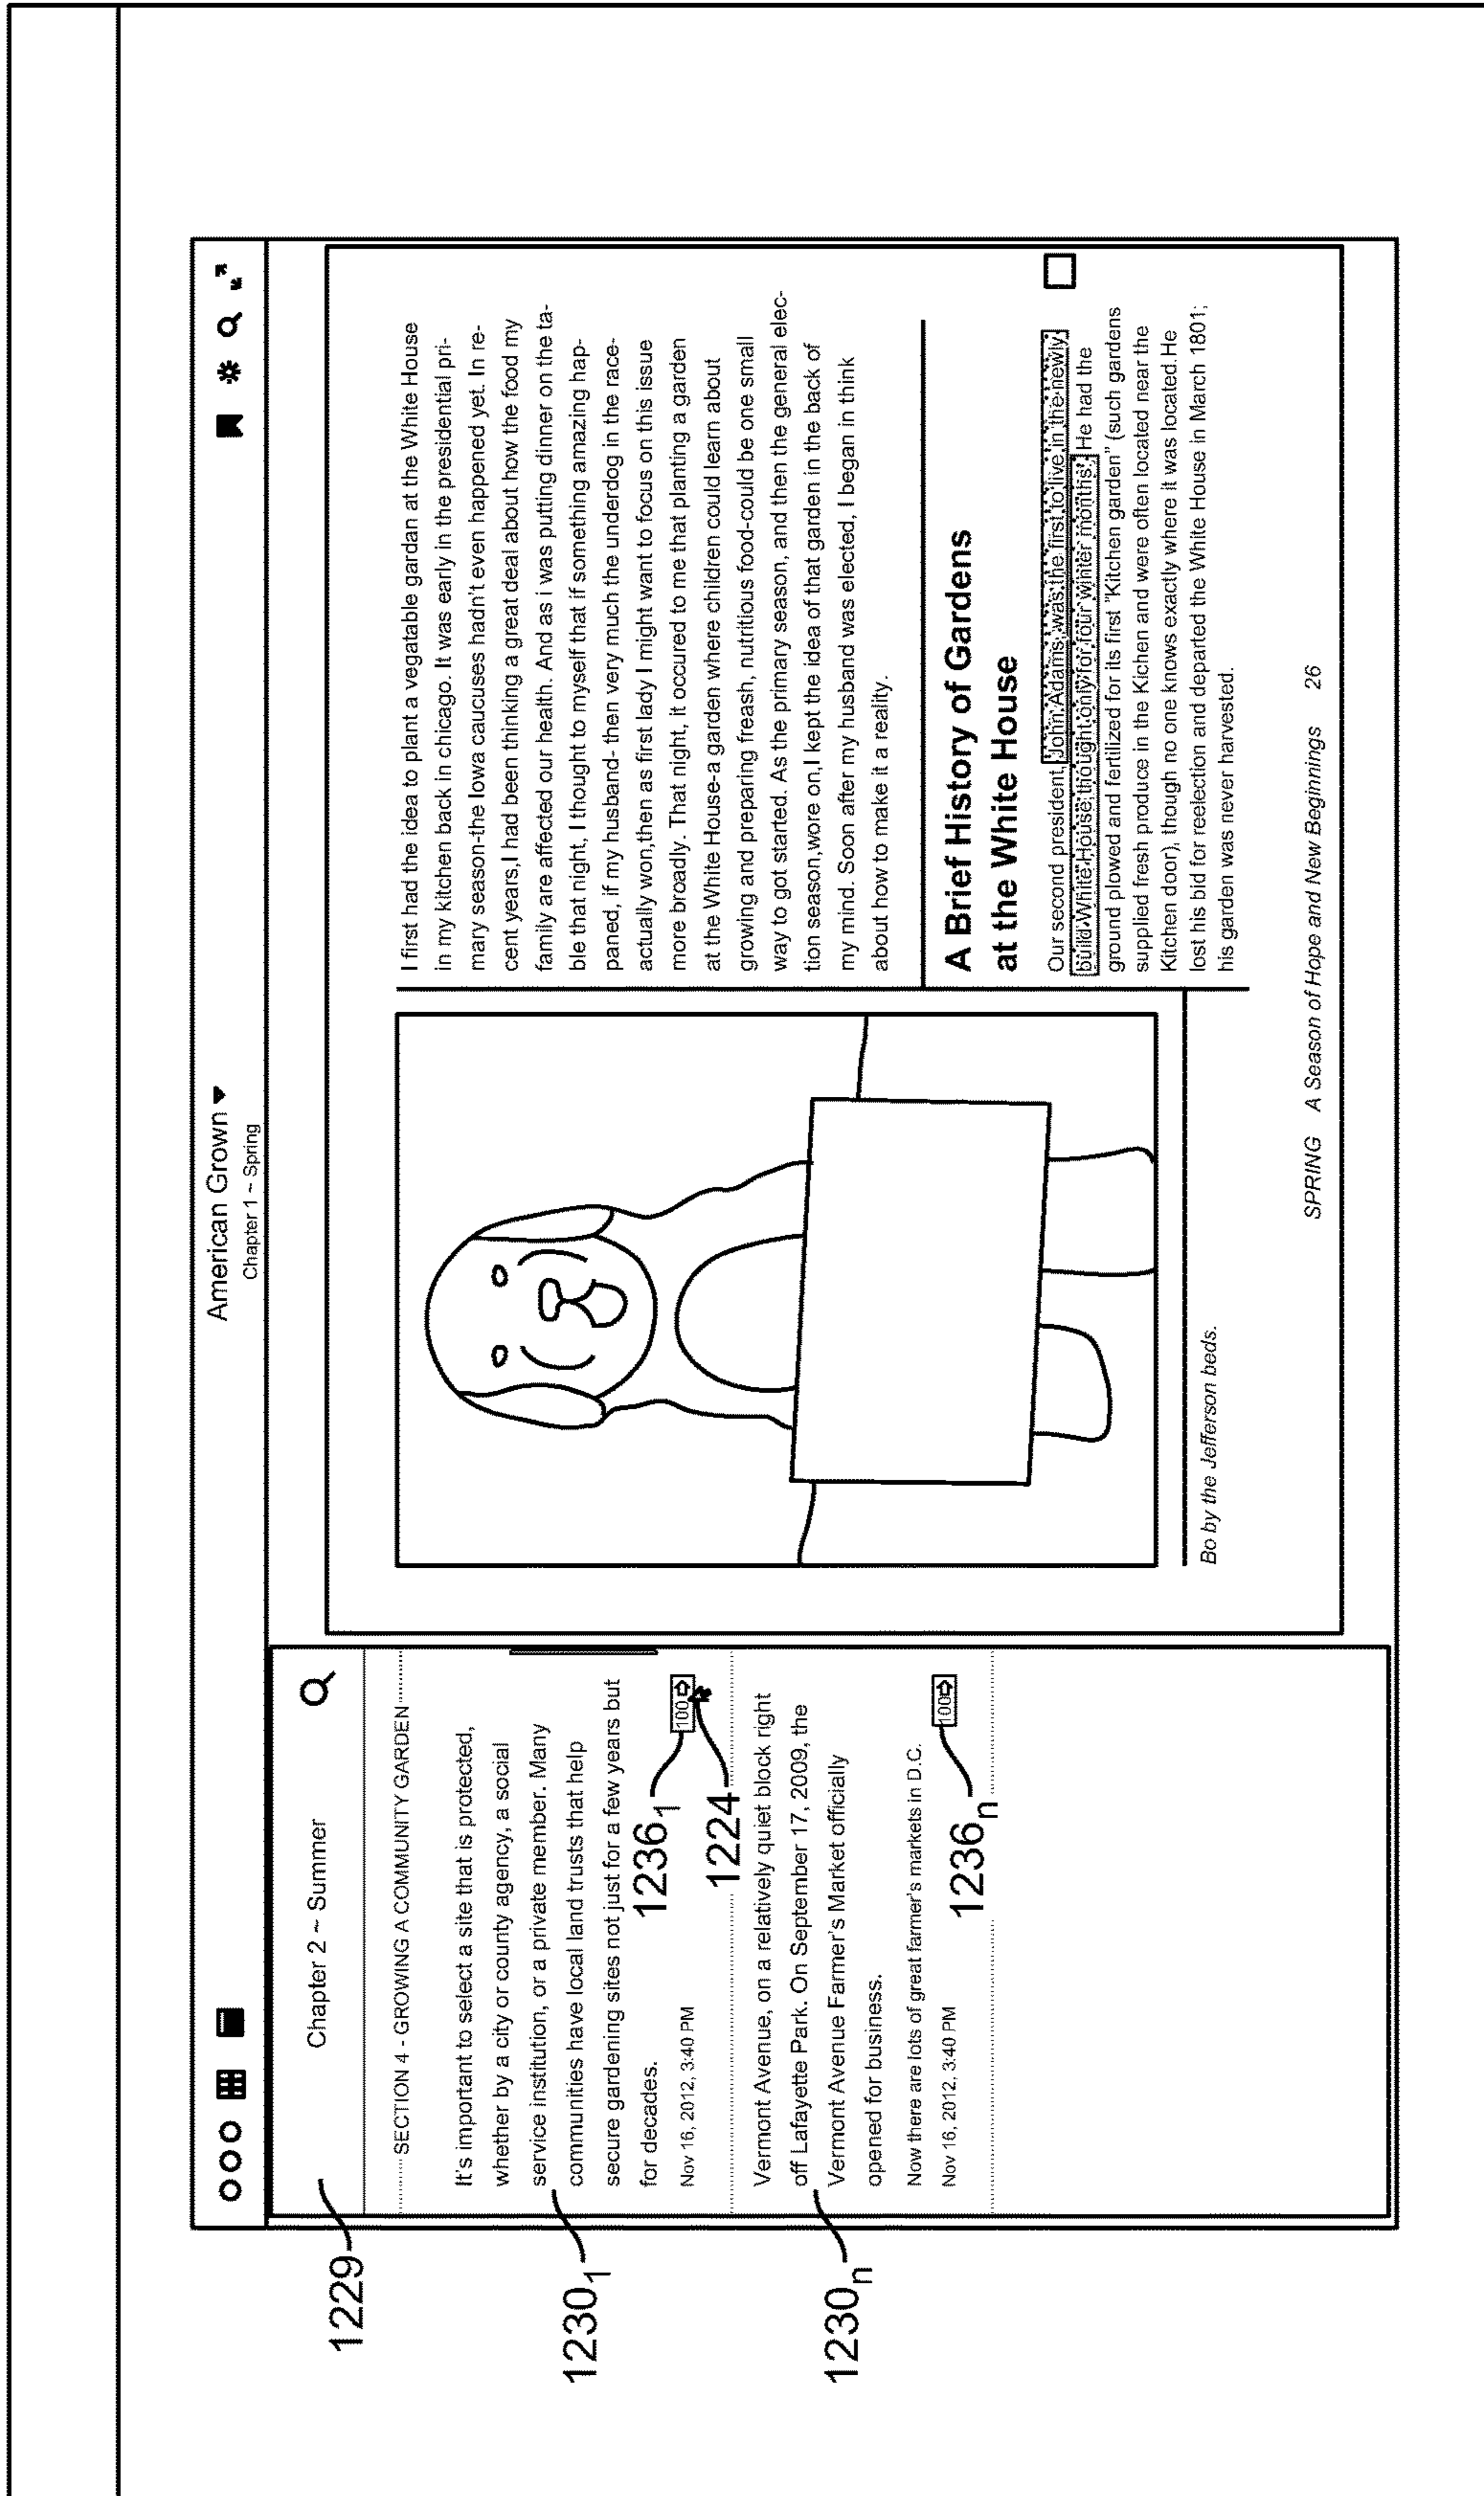 American Grown
Chapter 1 ~ Spring
Chapter 2 ~ Summer
SECTION 4 - GROWING A COMMUNITY GARDEN
It's important to select a site that is protected,
whether by a city or county agency, a social
service institution, or a private member. Many
communities have local land trusts that help
secure gardening sites not just for a few years but
for decades.
Nov 16, 2012, 3:40 PM
100
Vermont Avenue, on a relatively quiet block right
off Lafayette Park. On September 17, 2009, the
Vermont Avenue Farmer's Market officially
opened for business.
Now there are lots of great farmer's markets in D.C.
Nov 16, 2012, 3:40 PM
100
1229
1230₁
1230ₙ
1236₁
1224
1236ₙ
Bo by the Jefferson beds.
I first had the idea to plant a vegatable gardan at the White House
in my kitchen back in chicago. It was early in the presidential pri-
mary season-the Iowa caucuses hadn't even happened yet. In re-
cent years,I had been thinking a great deal about how the food my
family are affected our health. And as i was putting dinner on the ta-
ble that night, I thought to myself that if something amazing hap-
paned, if my husband- then very much the underdog in the race-
actually won,then as first lady I might want to focus on this issue
more broadly. That night, it occured to me that planting a garden
at the White House-a garden where children could learn about
growing and preparing freash, nutritious food-could be one small
way to got started. As the primary season, and then the general elec-
tion season,wore on,I kept the idea of that garden in the back of
my mind. Soon after my husband was elected, I began in think
about how to make it a reality.
A Brief History of Gardens
at the White House
Our second president, John Adams, was the first to live in the newly
build White House thought only for four winter months. He had the
ground plowed and fertilized for its first "Kitchen garden" (such gardens
supplied fresh produce in the Kichen and were often located near the
Kitchen door), though no one knows exactly where it was located.He
lost his bid for reelection and departed the White House in March 1801;
his garden was never harvested.
SPRING A Season of Hope and New Beginnings 26